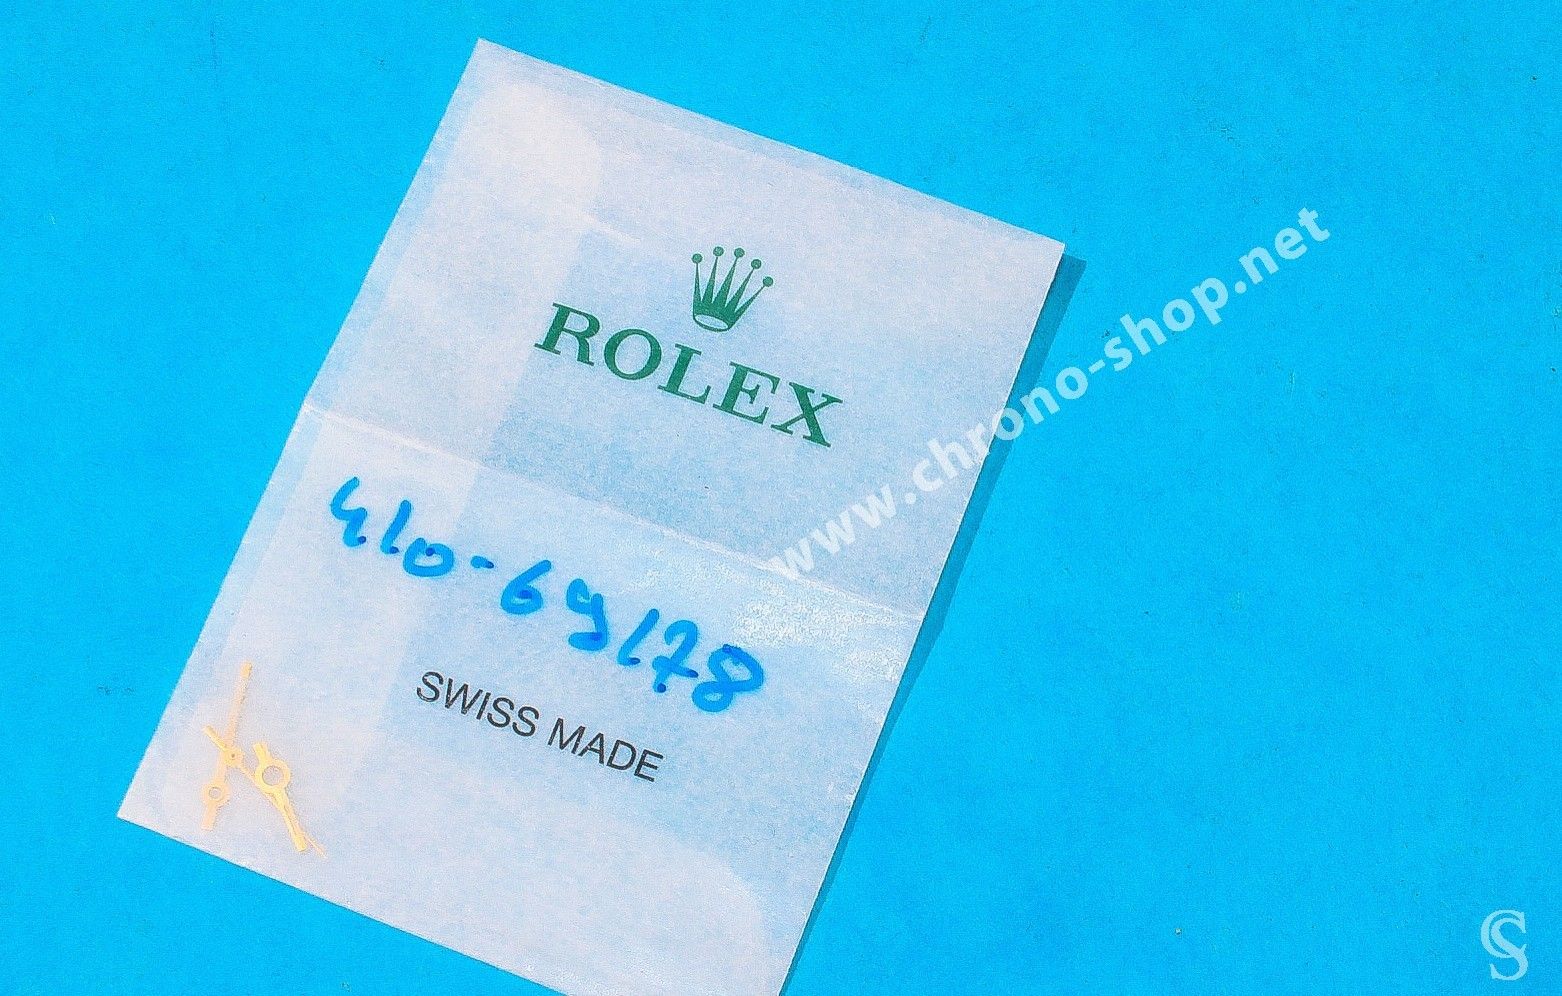 ROLEX
410-69178
SWISS MADE
www.chrono-shop.net